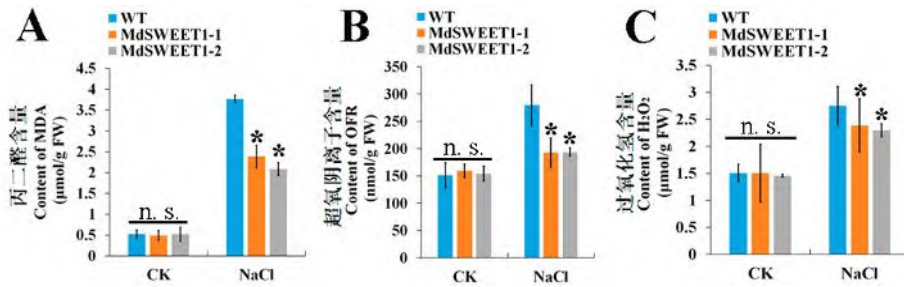 A
WT
MdSWEET1-1
MdSWEET1-2
丙二醛含量
Content of MDA
(μmol/g FW)
4.5
4
3.5
3
2.5
2
1.5
1
0.5
0
n. s.
*
*
CK
NaCl
B
WT
MdSWEET1-1
MdSWEET1-2
超氧阴离子含量
Content of OFR
(nmol/g FW)
350
300
250
200
150
100
50
0
n. s.
*
*
CK
NaCl
C
WT
MdSWEET1-1
MdSWEET1-2
过氧化氢含量
Content of H₂O₂
(μmol/g FW)
3.5
3
2.5
2
1.5
1
0.5
0
n. s.
*
*
CK
NaCl